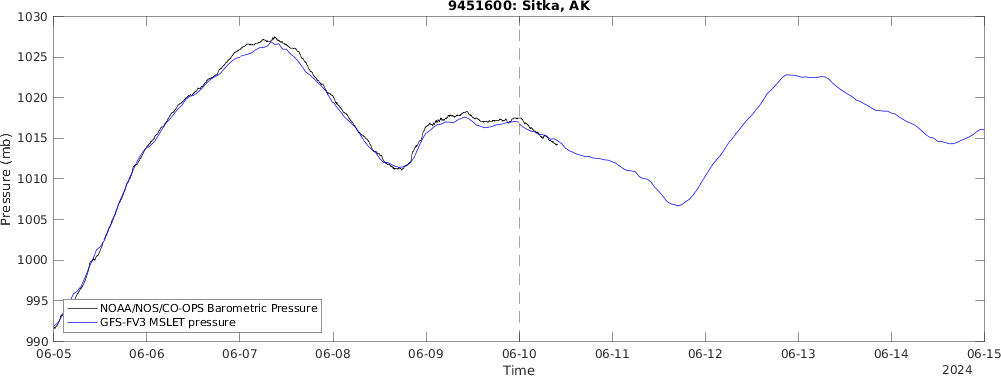 9451600: Sitka, AK
Pressure (mb)
1030
1025
1020
1015
1010
1005
1000
995
990
NOAA/NOS/CO-OPS Barometric Pressure
GFS-FV3 MSLET pressure
06-05 06-06 06-07 06-08 06-09 06-10 06-11 06-12 06-13 06-14 06-15
Time
2024